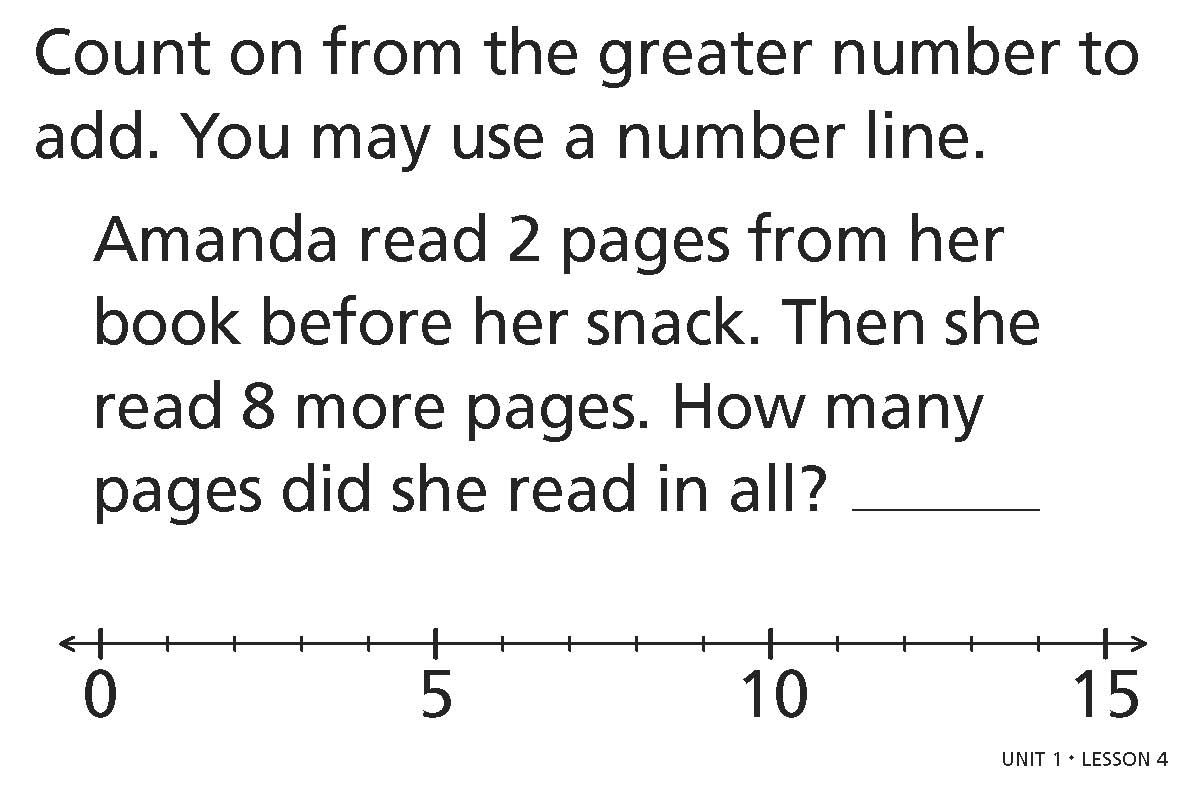 Count on from the greater number to
add. You may use a number line.
Amanda read 2 pages from her
book before her snack. Then she
read 8 more pages. How many
pages did she read in all?
0 5 10 15
UNIT 1 • LESSON 4